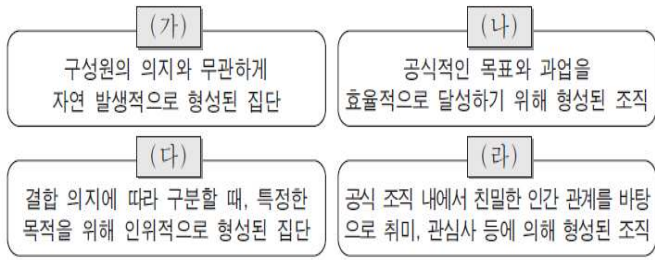 (가)
구성원의 의지와 무관하게
자연 발생적으로 형성된 집단
(나)
공식적인 목표와 과업을
효율적으로 달성하기 위해 형성된 조직
(다)
결합 의지에 따라 구분할 때, 특정한
목적을 위해 인위적으로 형성된 집단
(라)
공식 조직 내에서 친밀한 인간 관계를 바탕
으로 취미, 관심사 등에 의해 형성된 조직